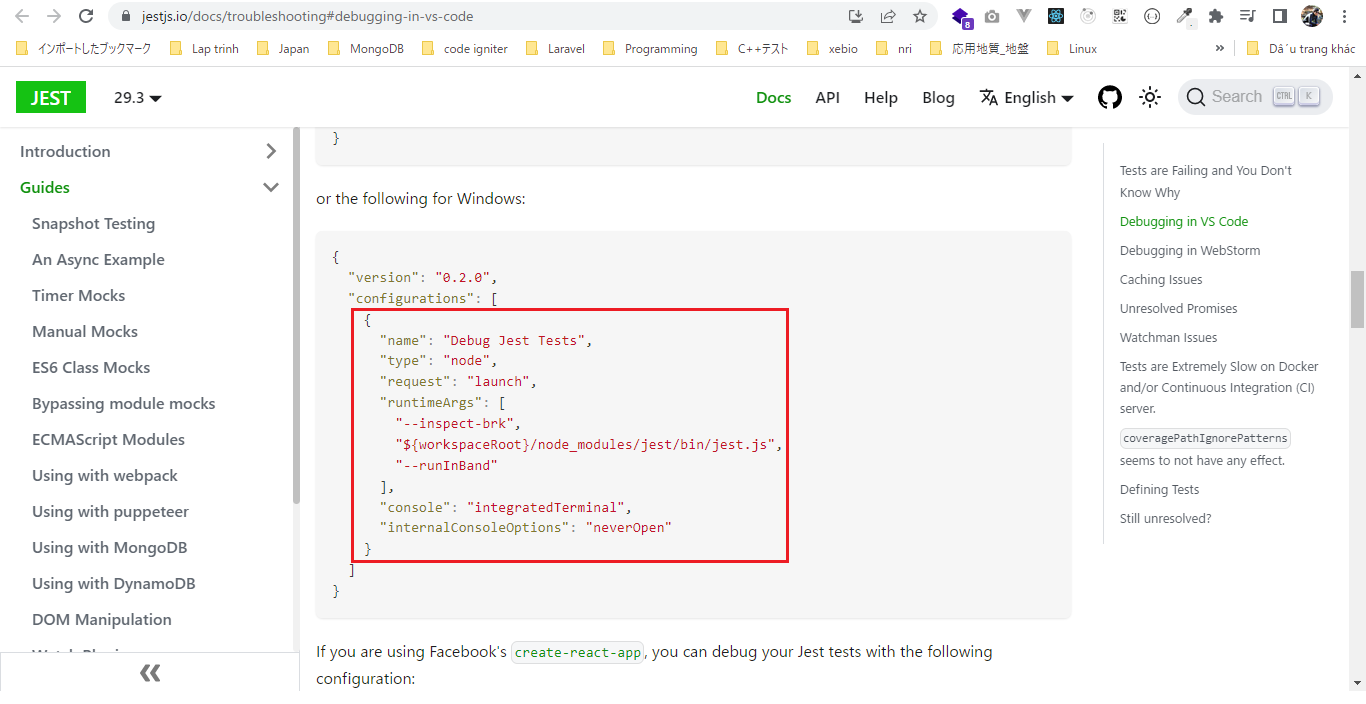 jestjs.io/docs/troubleshooting#debugging-in-vs-code
8
インポートしたブックマーク
Lap trinh
Japan
MongoDB
code igniter
Laravel
Programming
C++テスト
xebio
nri
応用地質_地盤
Linux
»
Dấu trang khác
JEST
29.3
Docs
API
Help
Blog
English
Search
CTRL
K
Introduction
Guides
Snapshot Testing
An Async Example
Timer Mocks
Manual Mocks
ES6 Class Mocks
Bypassing module mocks
ECMAScript Modules
Using with webpack
Using with puppeteer
Using with MongoDB
Using with DynamoDB
DOM Manipulation
}
or the following for Windows:
{
"version": "0.2.0",
"configurations": [
{
"name": "Debug Jest Tests",
"type": "node",
"request": "launch",
"runtimeArgs": [
"--inspect-brk",
"${workspaceRoot}/node_modules/jest/bin/jest.js",
"--runInBand"
],
"console": "integratedTerminal",
"internalConsoleOptions": "neverOpen"
}
]
}
If you are using Facebook's create-react-app, you can debug your Jest tests with the following
configuration:
Tests are Failing and You Don't
Know Why
Debugging in VS Code
Debugging in WebStorm
Caching Issues
Unresolved Promises
Watchman Issues
Tests are Extremely Slow on Docker
and/or Continuous Integration (CI)
server.
coveragePathIgnorePatterns
seems to not have any effect.
Defining Tests
Still unresolved?